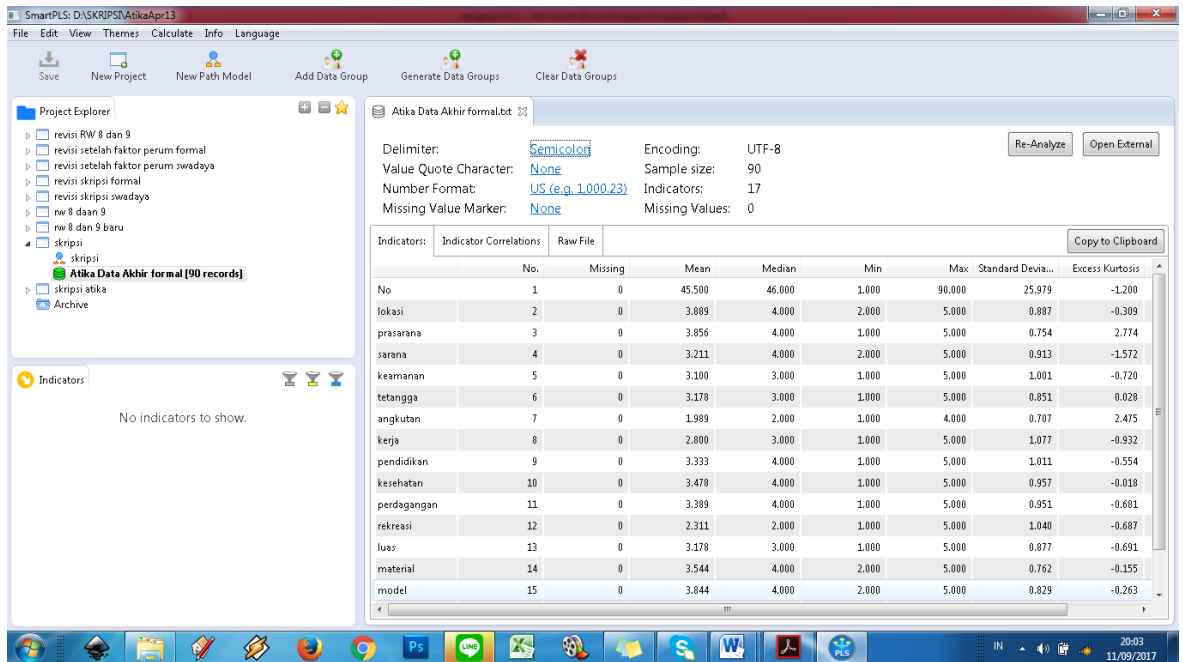 SmartPLS: D:\SKRIPSI\AtikaApr13
File Edit View Themes Calculate Info Language
Save New Project New Path Model Add Data Group Generate Data Groups Clear Data Groups
Project Explorer
revisi RW 8 dan 9
revisi setelah faktor perum formal
revisi setelah faktor perum swadaya
revisi skripsi formal
revisi skripsi swadaya
rw 8 daan 9
rw 8 dan 9 baru
skripsi
skripsi
Atika Data Akhir formal [90 records]
skripsi atika
Archive
Indicators
No indicators to show.
Atika Data Akhir formal.txt
Delimiter: Semicolon Encoding: UTF-8 Re-Analyze Open External
Value Quote Character: None Sample size: 90
Number Format: US (e.g. 1,000.23) Indicators: 17
Missing Value Marker: None Missing Values: 0
Indicators: Indicator Correlations Raw File Copy to Clipboard
No. Missing Mean Median Min Max Standard Devia... Excess Kurtosis
No 1 0 45.500 46.000 1.000 90.000 25.979 -1.200
lokasi 2 0 3.889 4.000 2.000 5.000 0.887 -0.309
prasarana 3 0 3.856 4.000 1.000 5.000 0.754 2.774
sarana 4 0 3.211 4.000 2.000 5.000 0.913 -1.572
keamanan 5 0 3.100 3.000 1.000 5.000 1.001 -0.720
tetangga 6 0 3.178 3.000 1.000 5.000 0.851 0.028
angkutan 7 0 1.989 2.000 1.000 4.000 0.707 2.475
kerja 8 0 2.800 3.000 1.000 5.000 1.077 -0.932
pendidikan 9 0 3.333 4.000 1.000 5.000 1.011 -0.554
kesehatan 10 0 3.478 4.000 1.000 5.000 0.957 -0.018
perdagangan 11 0 3.389 4.000 1.000 5.000 0.951 -0.681
rekreasi 12 0 2.311 2.000 1.000 5.000 1.040 -0.687
luas 13 0 3.178 3.000 1.000 5.000 0.877 -0.691
material 14 0 3.544 4.000 2.000 5.000 0.762 -0.155
model 15 0 3.844 4.000 2.000 5.000 0.829 -0.263
Ps LINE S W PLS IN 20:03
11/09/2017